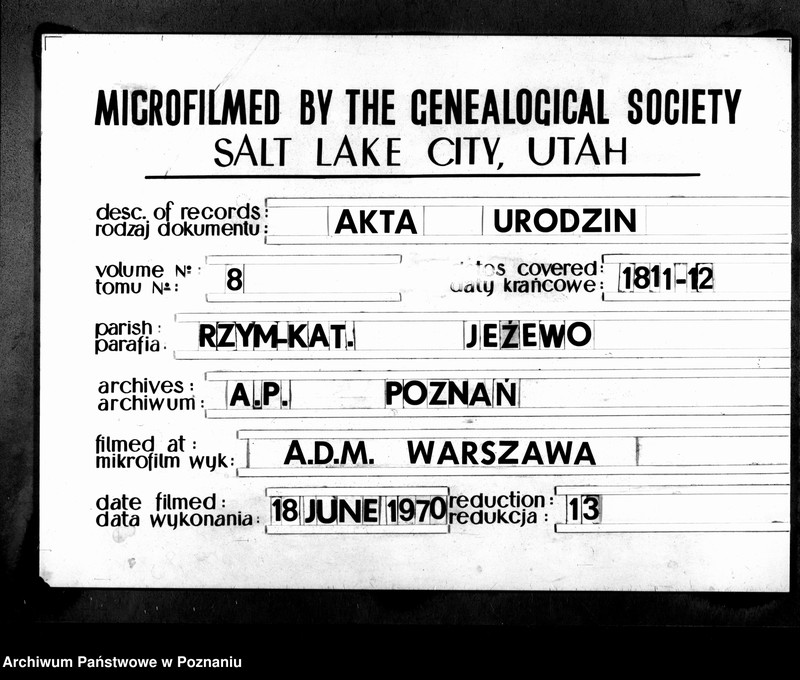 MICROFILMED BY THE GENEALOGICAL SOCIETY
SALT LAKE CITY, UTAH
desc. of records: AKTA URODZIN
rodzaj dokumentu:
volume Nº: 8
tomu Nº:
covered: 1811-12
daty krańcowe:
parish: RZYM-KAT. JEŻEWO
parafia.
archives: A.P. POZNAŃ
archiwum:
filmed at: A.D.M. WARSZAWA
mikrofilm wyk:
date filmed: 18 JUNE 1970 reduction: 13
data wykonania: redukcja:
Archiwum Państwowe w Poznaniu